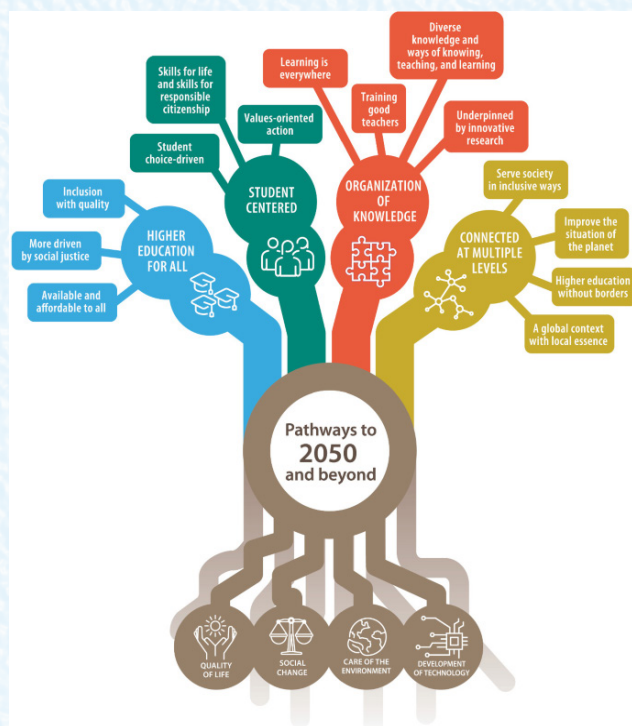 Diverse
knowledge and
ways of knowing,
teaching, and learning
Learning is
everywhere
Skills for life
and skills for
responsible
citizenship
Training
good
teachers
Values-oriented
action
Underpinned
by innovative
research
Student
choice-driven
STUDENT
CENTERED
ORGANIZATION
OF
KNOWLEDGE
Serve society
in inclusive ways
Inclusion
with quality
HIGHER
EDUCATION
FOR ALL
CONNECTED
AT MULTIPLE
LEVELS
Improve the
situation of
the planet
More driven
by social justice
Higher education
without borders
Available and
affordable to all
A global context
with local essence
Pathways to
2050
and beyond
QUALITY
OF LIFE
SOCIAL
CHANGE
CARE OF THE
ENVIRONMENT
DEVELOPMENT
OF TECHNOLOGY